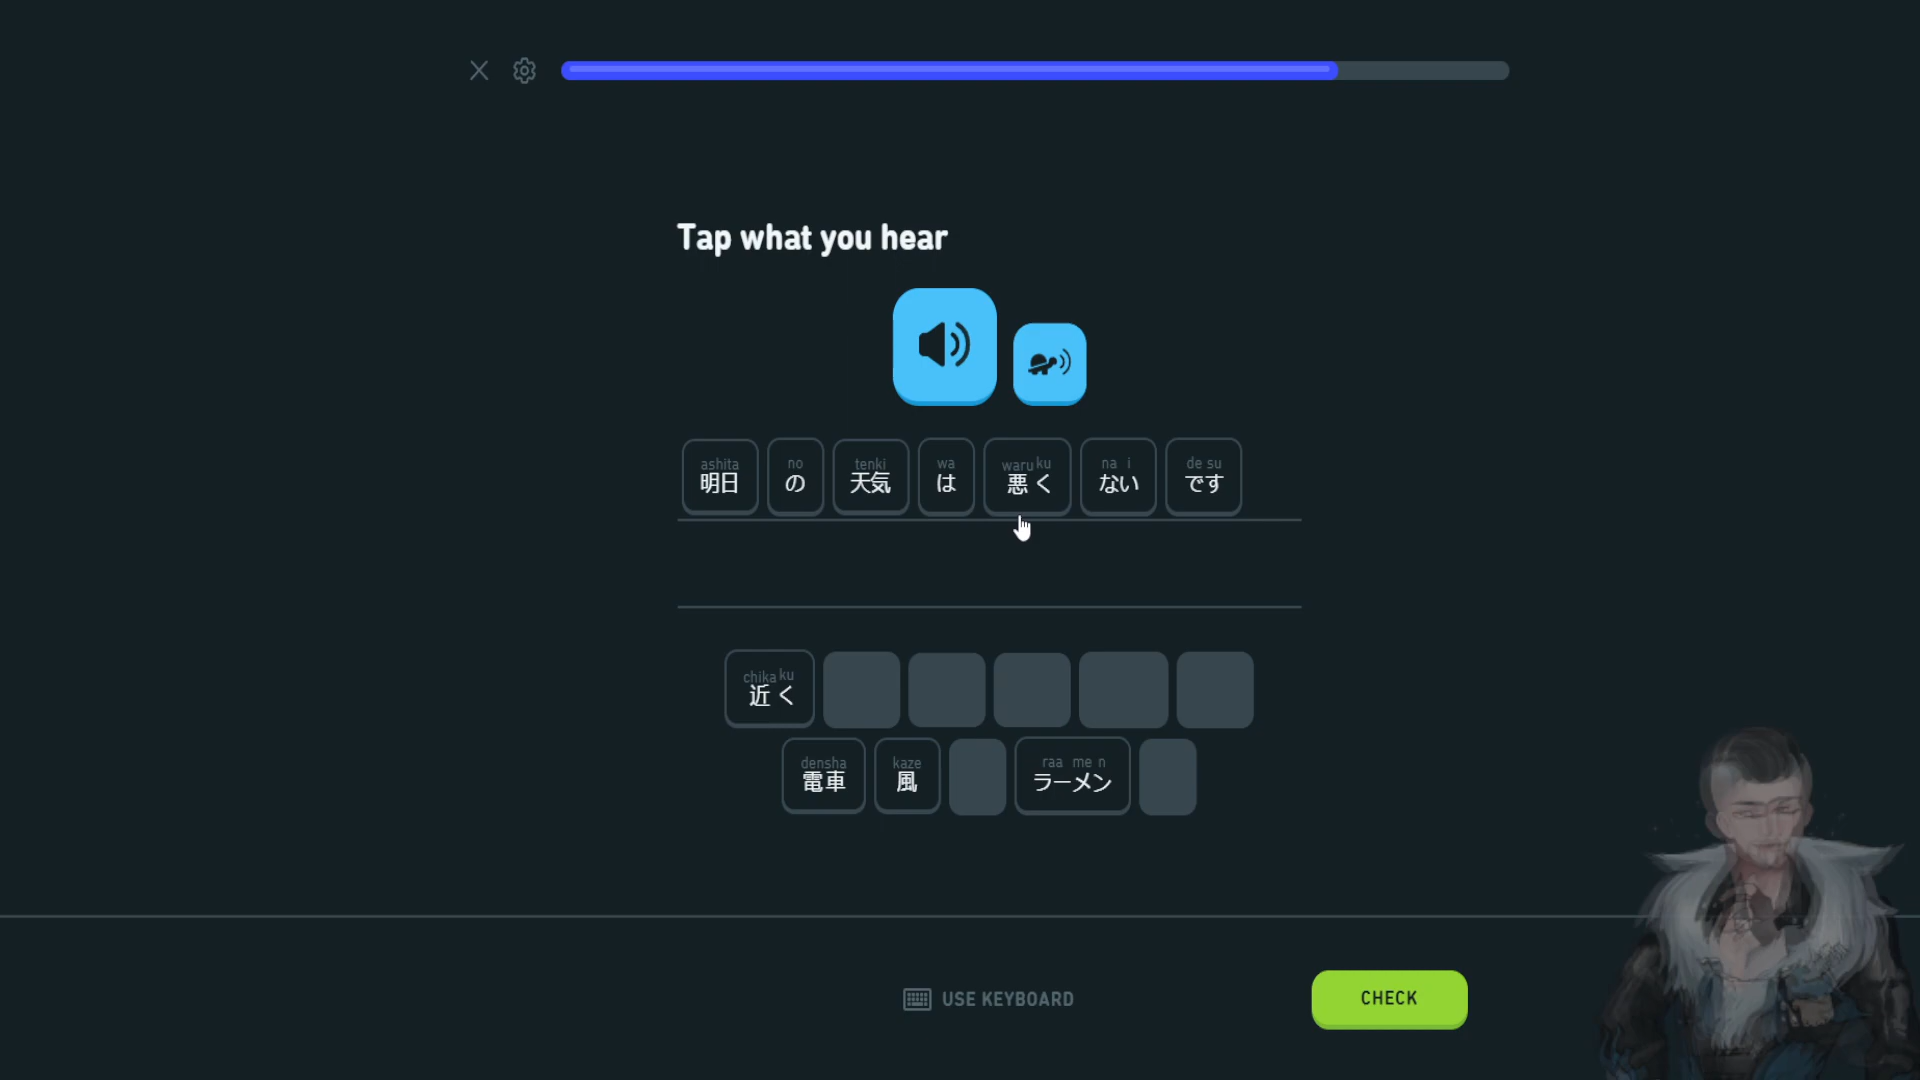 Tap what you hear
ashita no tenki wa waru ku na i de su
明日 の 天気 は 悪く ない です
chika ku
近く
densha kaze raa me n
電車 風 ラーメン
USE KEYBOARD
CHECK